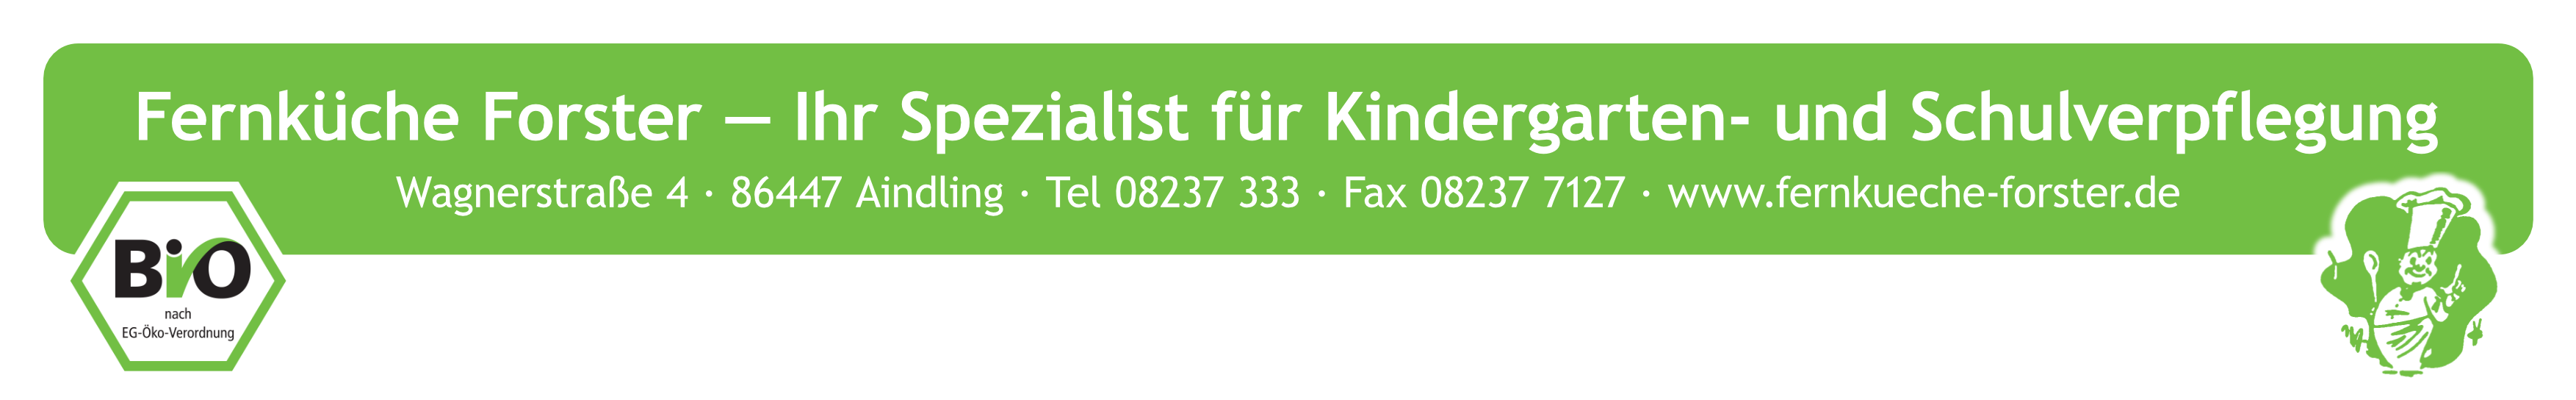 Fernküche Forster — Ihr Spezialist für Kindergarten- und Schulverpflegung
Wagnerstraße 4 · 86447 Aindling · Tel 08237 333 · Fax 08237 7127 · www.fernkueche-forster.de
Bio
nach
EG-Öko-Verordnung